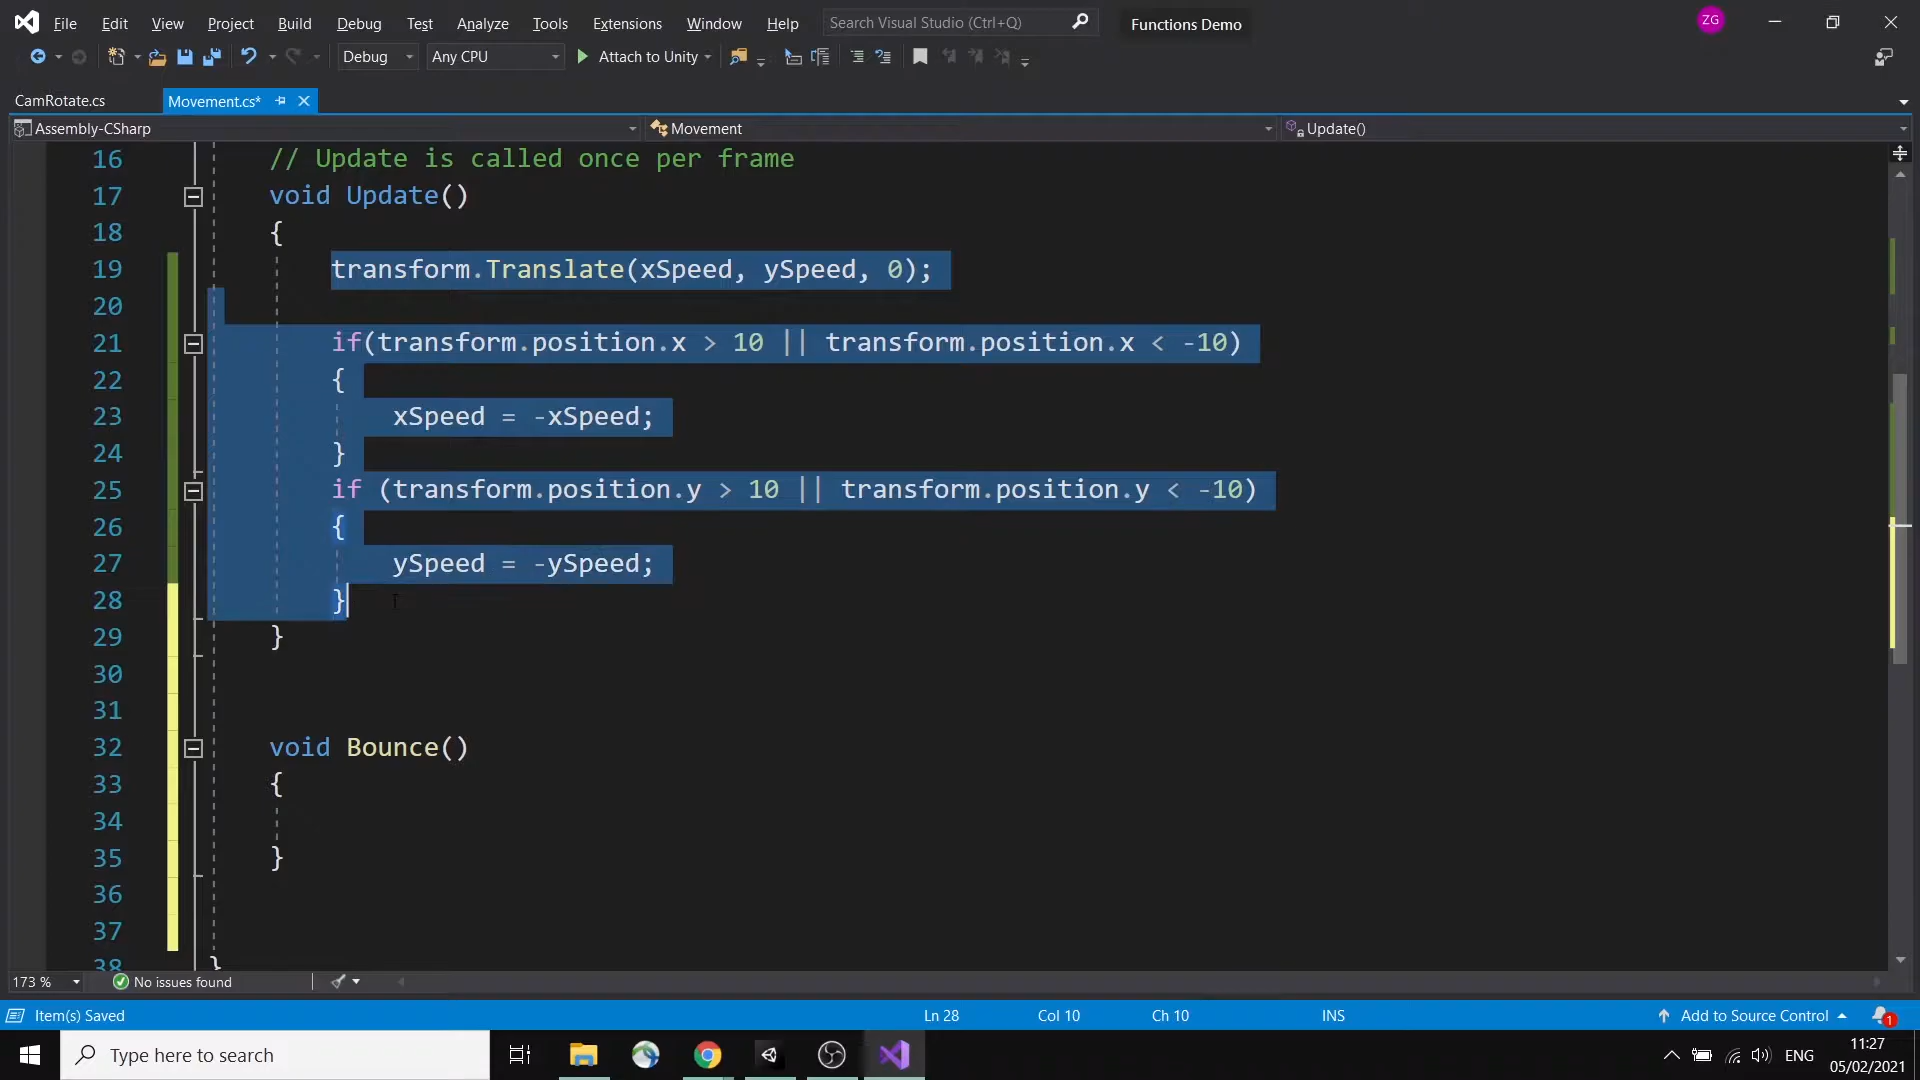 File Edit View Project Build Debug Test Analyze Tools Extensions Window Help Search Visual Studio (Ctrl+Q) Functions Demo ZG
Debug Any CPU Attach to Unity
CamRotate.cs Movement.cs*
Assembly-CSharp Movement Update()
16 // Update is called once per frame
17 void Update()
18 {
19 transform.Translate(xSpeed, ySpeed, 0);
20
21 if(transform.position.x > 10 || transform.position.x < -10)
22 {
23 xSpeed = -xSpeed;
24 }
25 if (transform.position.y > 10 || transform.position.y < -10)
26 {
27 ySpeed = -ySpeed;
28 }
29 }
30
31
32 void Bounce()
33 {
34
35 }
36
37
38 }
173 % No issues found
Item(s) Saved Ln 28 Col 10 Ch 10 INS Add to Source Control 1
Type here to search ENG 11:27
05/02/2021